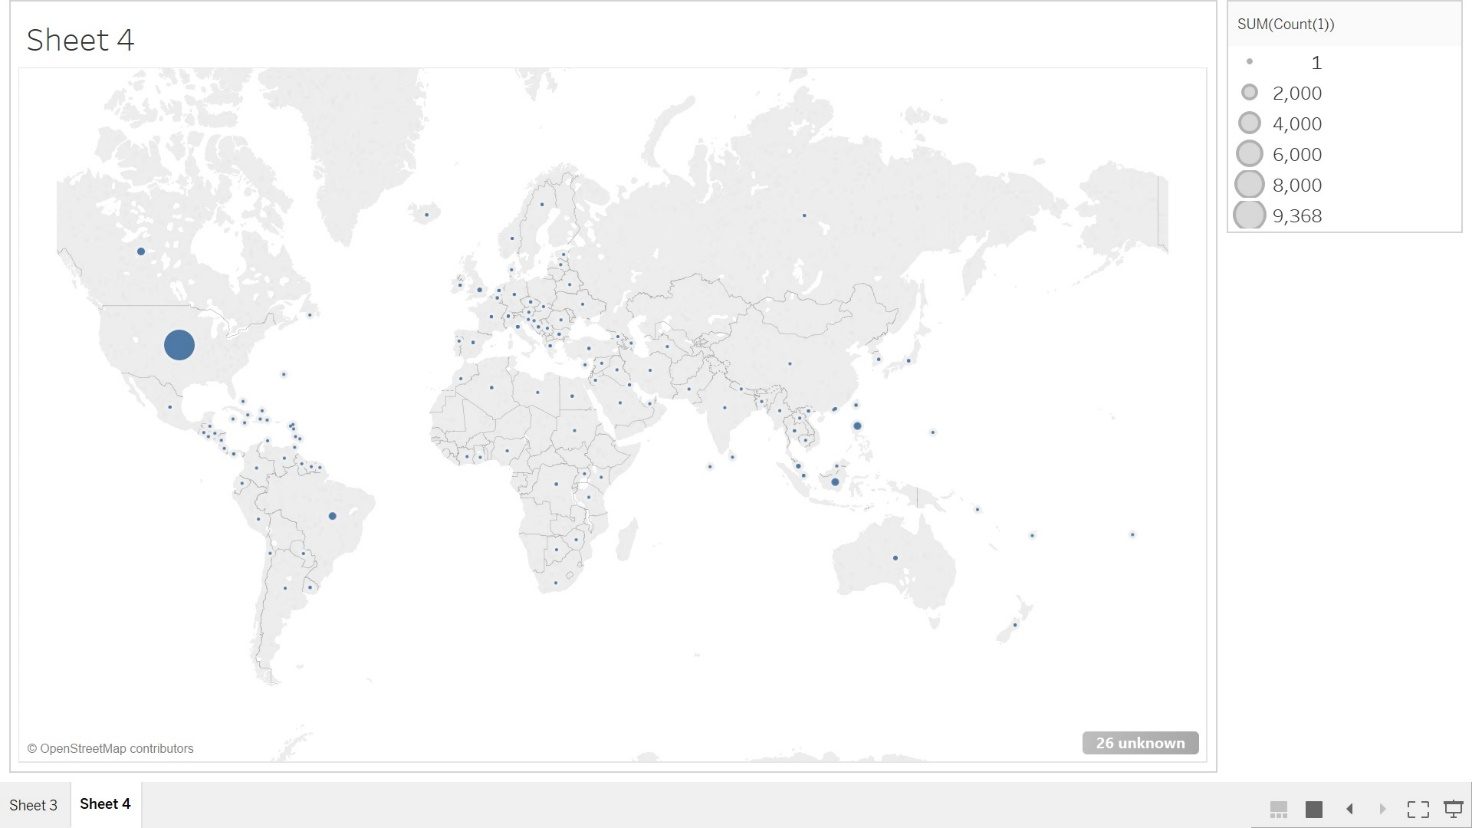 Sheet 4
SUM(Count(1))
1
2,000
4,000
6,000
8,000
9,368
© OpenStreetMap contributors
26 unknown
Sheet 3
Sheet 4